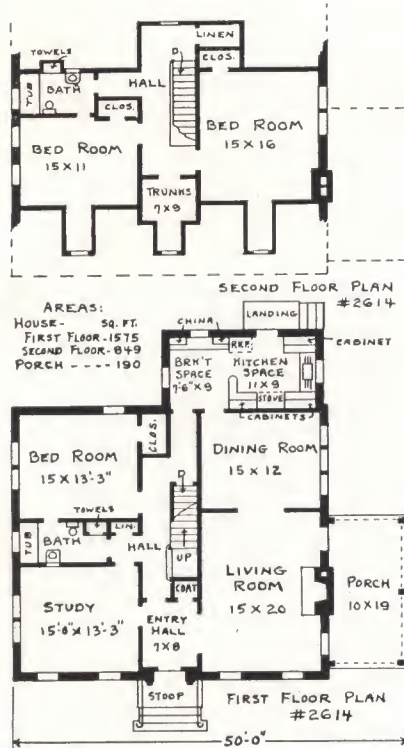 TOWELS
LINEN
D
CLOS.
TUB
BATH
HALL
CLOS.
BED ROOM
15 X 11
BED ROOM
15 X 16
TRUNKS
7 X 9
SECOND FLOOR PLAN
#2614
AREAS:
HOUSE- SQ. FT.
FIRST FLOOR-1575
SECOND FLOOR-849
PORCH ---- 190
LANDING
CHINA
CABINET
REF.
BRK'T
SPACE
7'-6" X 9
KITCHEN
SPACE
11 X 9
STOVE
CABINETS
CLOS.
BED ROOM
15 X 13'-3"
DINING ROOM
15 X 12
TOWELS
D
TUB
BATH
LIN.
HALL
UP
COAT
LIVING
ROOM
15 X 20
PORCH
10 X 19
STUDY
15'-0" X 13'-3"
ENTRY
HALL
7 X 8
STOOP
FIRST FLOOR PLAN
#2614
50'-0"